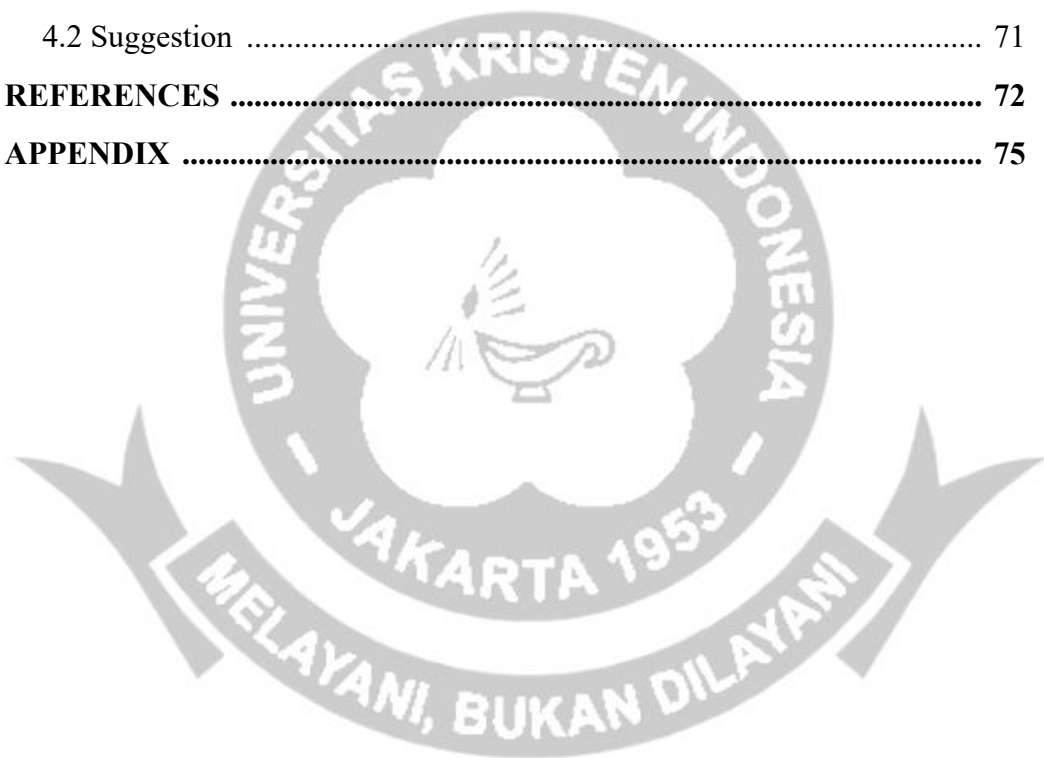 4.2 Suggestion ............................................................................................ 71
REFERENCES .............................................................................................. 72
APPENDIX .................................................................................................... 75
UNIVERSITAS KRISTEN INDONESIA
– JAKARTA 1953 –
MELAYANI, BUKAN DILAYANI